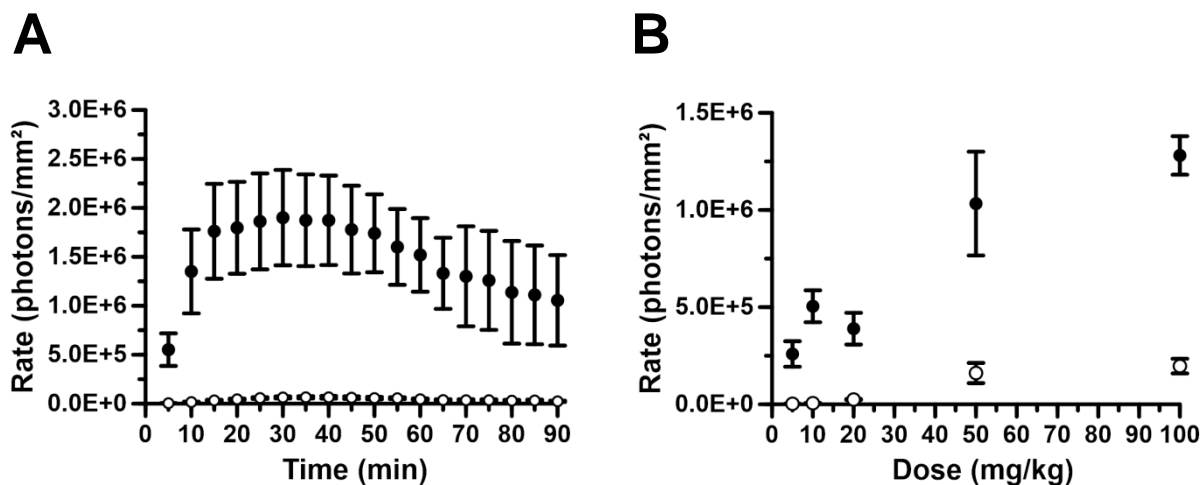 A
B
3.0E+6
2.5E+6
2.0E+6
1.5E+6
1.0E+6
5.0E+5
0.0E+0
Rate (photons/mm²)
0 10 20 30 40 50 60 70 80 90
Time (min)
1.5E+6
1.0E+6
5.0E+5
0.0E+0
Rate (photons/mm²)
0 10 20 30 40 50 60 70 80 90 100
Dose (mg/kg)